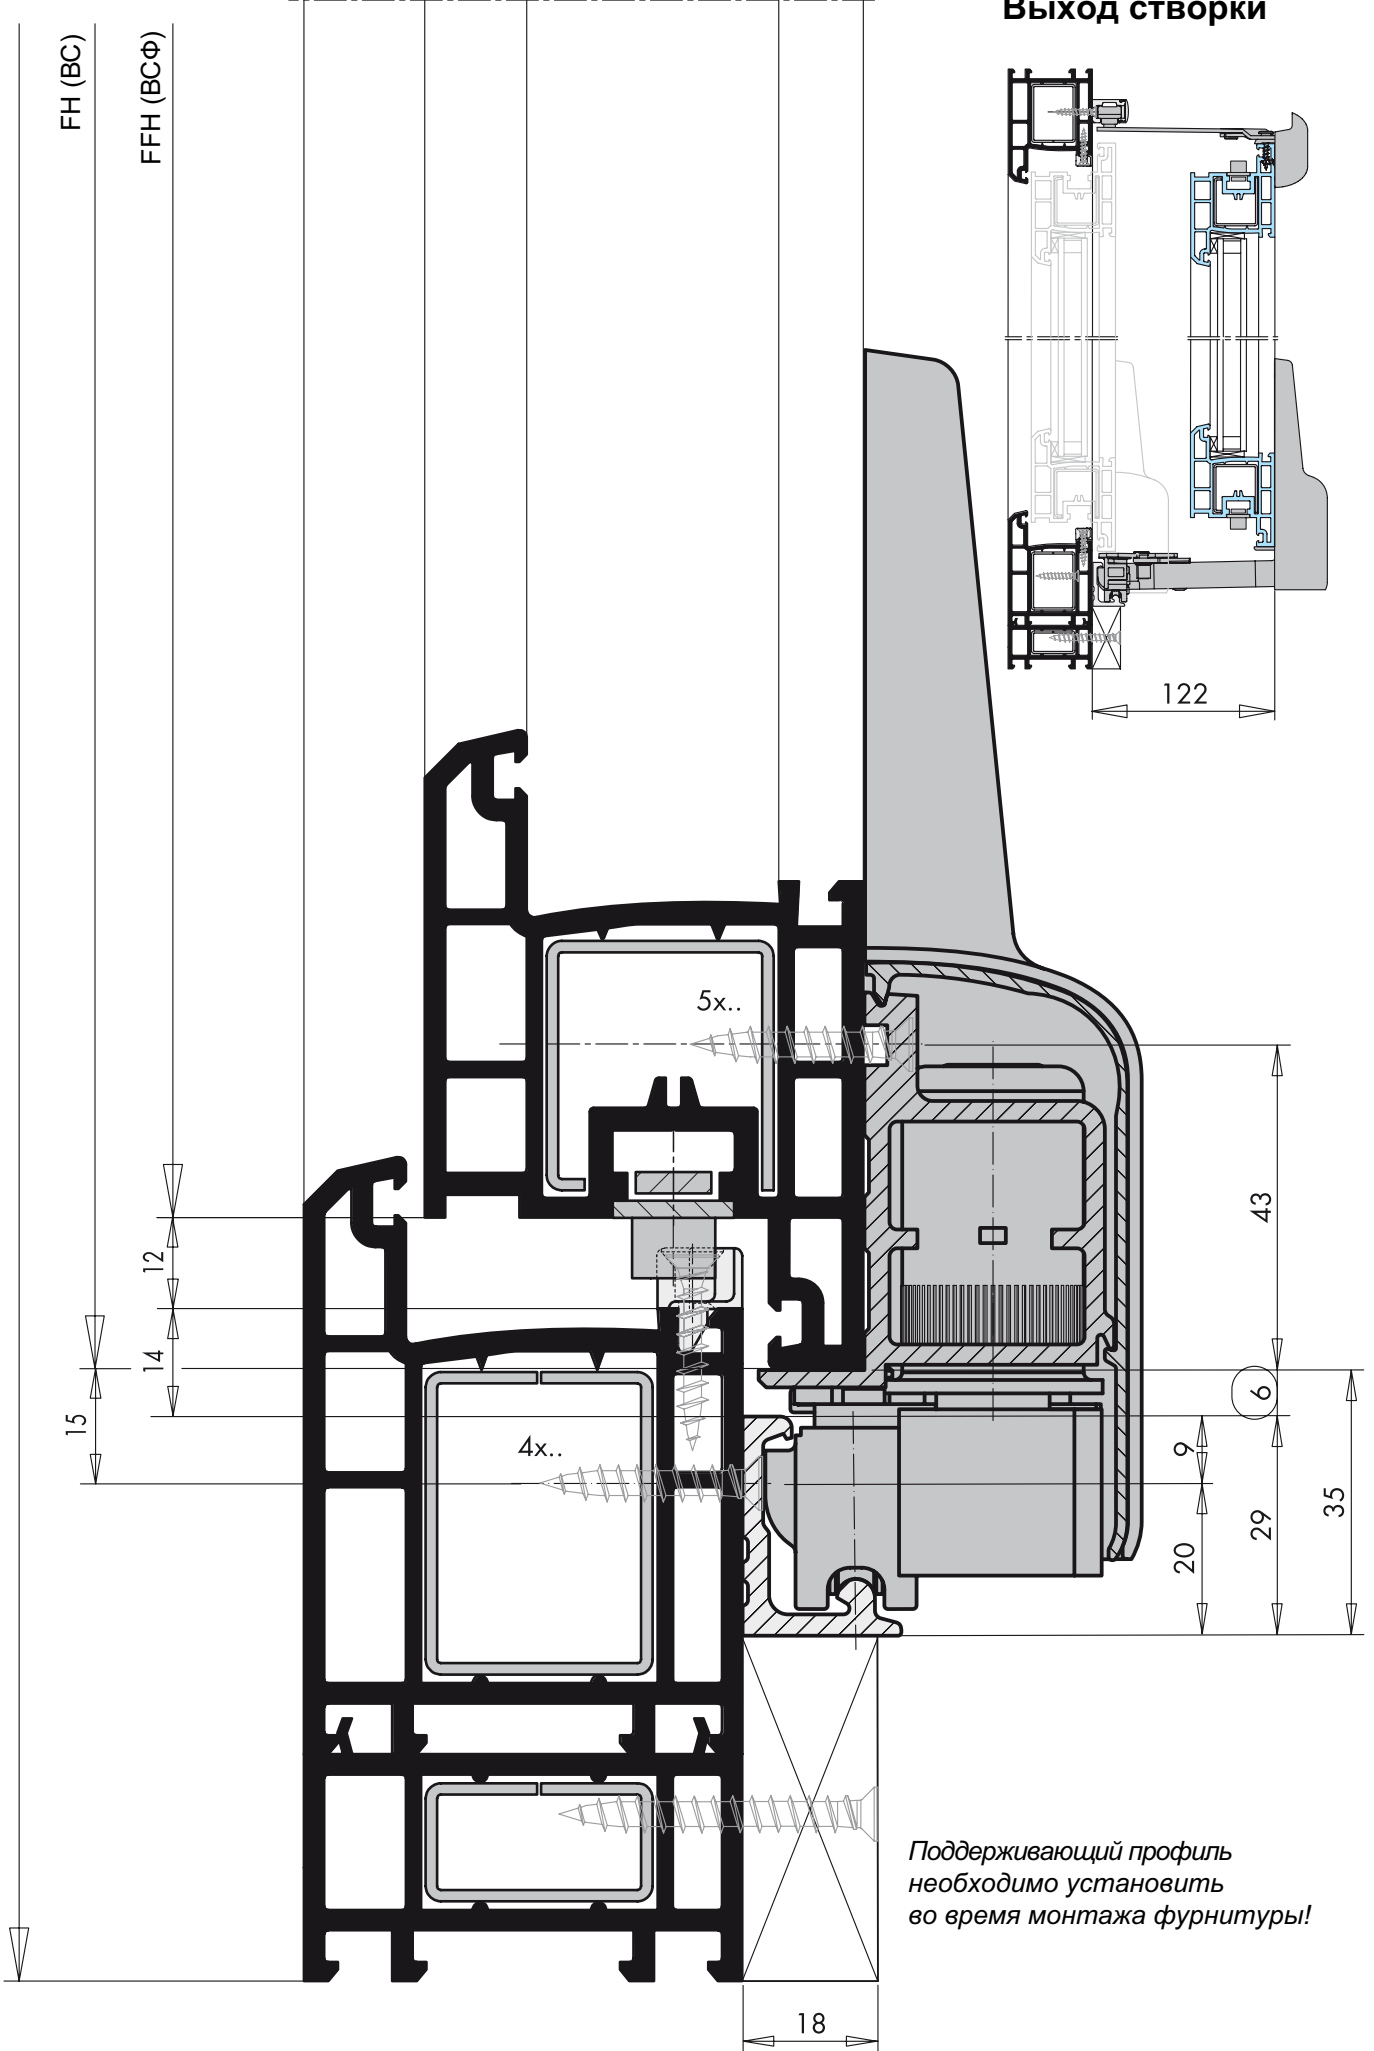 Выход створки
FH (ВС)
FFH (ВСФ)
122
5x..
43
12
14
15
4x..
6
9
29
20
35
Поддерживающий профиль
необходимо установить
во время монтажа фурнитуры!
18